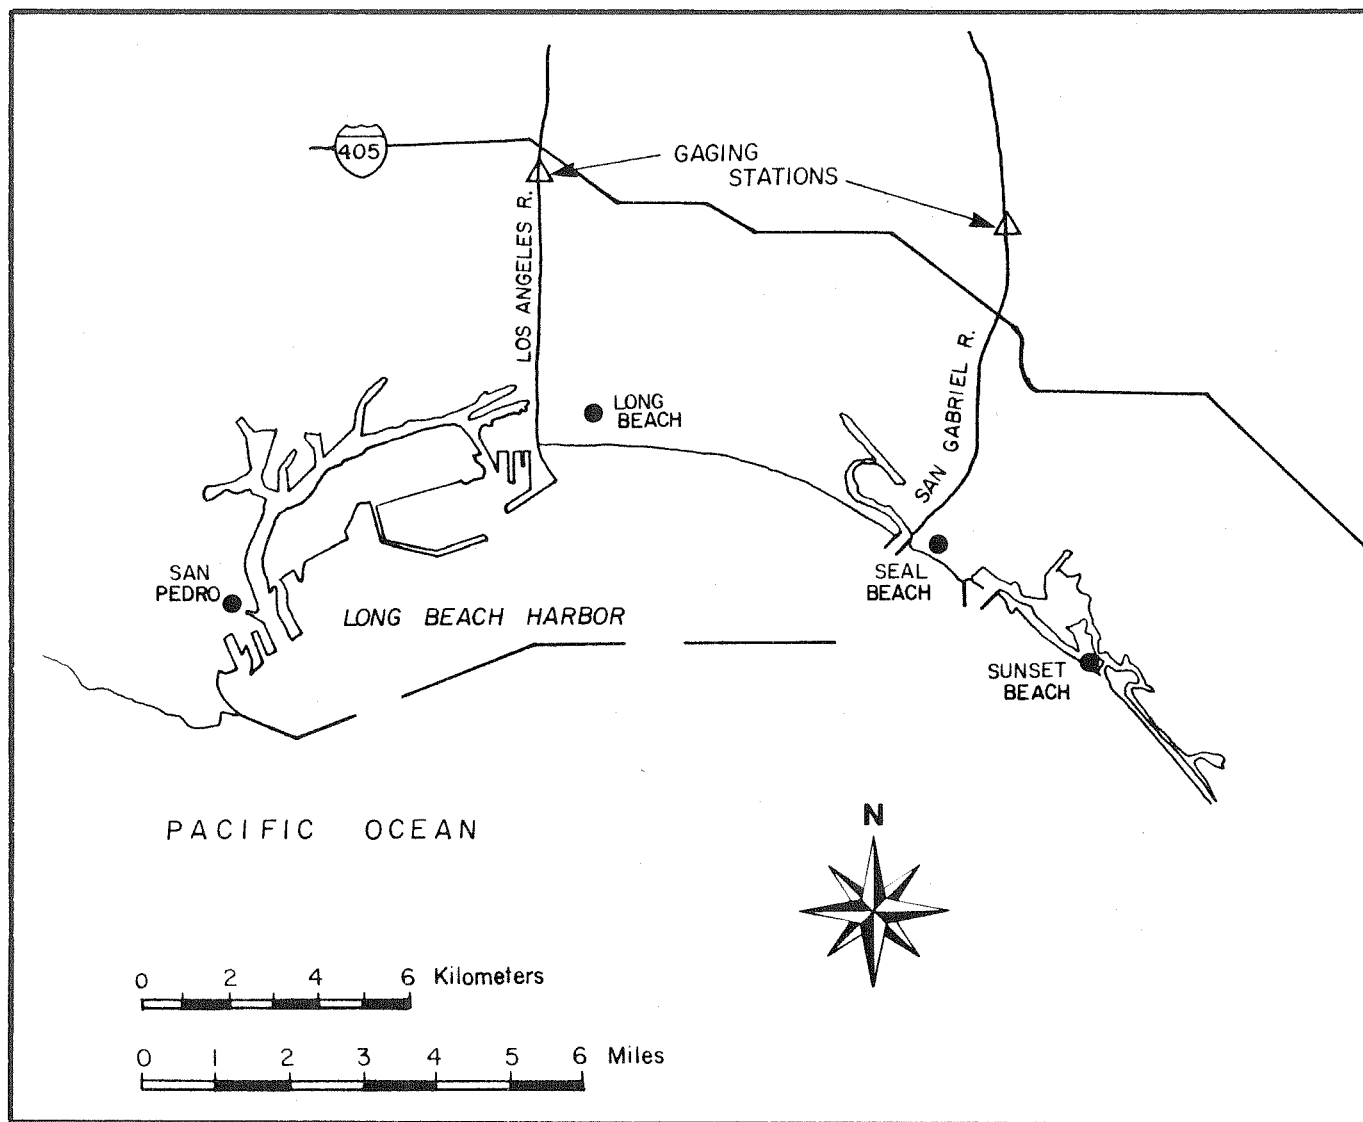 405
GAGING
STATIONS
LOS ANGELES R.
SAN GABRIEL R.
LONG
BEACH
SEAL
BEACH
SAN
PEDRO
LONG BEACH HARBOR
SUNSET
BEACH
PACIFIC OCEAN
N
0 2 4 6 Kilometers
0 1 2 3 4 5 6 Miles